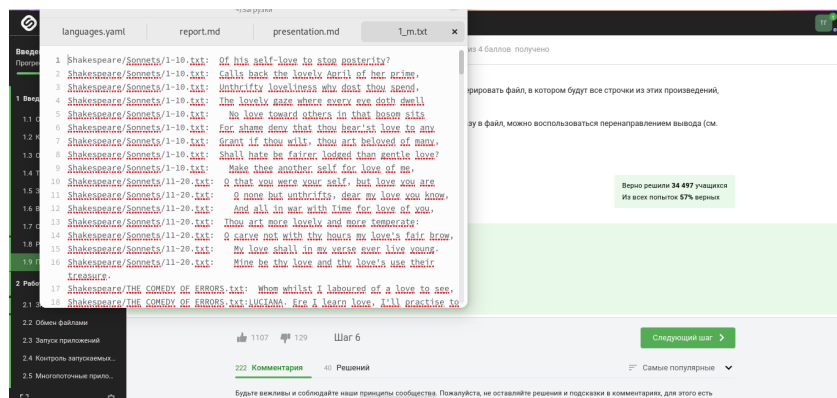 ~/Загрузки
languages.yaml
report.md
presentation.md
1_m.txt
×
1 Shakespeare/Sonnets/1-10.txt: Of his self-love to stop posterity?
2 Shakespeare/Sonnets/1-10.txt: Calls back the lovely April of her prime,
3 Shakespeare/Sonnets/1-10.txt: Unthrifty loveliness why dost thou spend,
4 Shakespeare/Sonnets/1-10.txt: The lovely gaze where every eye doth dwell
5 Shakespeare/Sonnets/1-10.txt: No love toward others in that bosom sits
6 Shakespeare/Sonnets/1-10.txt: For shame deny that thou bear'st love to any
7 Shakespeare/Sonnets/1-10.txt: Grant if thou wilt, thou art beloved of many,
8 Shakespeare/Sonnets/1-10.txt: Shall hate be fairer lodged than gentle love?
9 Shakespeare/Sonnets/1-10.txt: Make thee another self for love of me,
10 Shakespeare/Sonnets/11-20.txt: O that you were your self, but love you are
11 Shakespeare/Sonnets/11-20.txt: O none but unthrifts, dear my love you know,
12 Shakespeare/Sonnets/11-20.txt: And all in war with Time for love of you,
13 Shakespeare/Sonnets/11-20.txt: Thou art more lovely and more temperate:
14 Shakespeare/Sonnets/11-20.txt: O carve not with thy hours my love's fair brow,
15 Shakespeare/Sonnets/11-20.txt: My love shall in my verse ever live young.
16 Shakespeare/Sonnets/11-20.txt: Mine be thy love and thy love's use their
treasure.
17 Shakespeare/THE COMEDY OF ERRORS.txt: Whom whilst I laboured of a love to see,
18 Shakespeare/THE COMEDY OF ERRORS.txt:LUCIANA. Ere I learn love, I'll practise to
ТГ
Введе
Прогре
1 Введ
1.1 О
1.2 К
1.3 О
1.4 Т
1.5 З
1.6 В
1.7 С
1.8 Р
1.9 П
2 Рабо
2.1 З
2.2 Обмен файлами
2.3 Запуск приложений
2.4 Контроль запускаемых...
2.5 Многопоточные прило...
из 4 баллов получено
ерировать файл, в котором будут все строчки из этих произведений,
зу в файл, можно воспользоваться перенаправлением вывода (см.
Верно решили 34 497 учащихся
Из всех попыток 57% верных
1107
129
Шаг 6
Следующий шаг
222 Комментария
40 Решений
Самые популярные
Будьте вежливы и соблюдайте наши принципы сообщества. Пожалуйста, не оставляйте решения и подсказки в комментариях, для этого есть